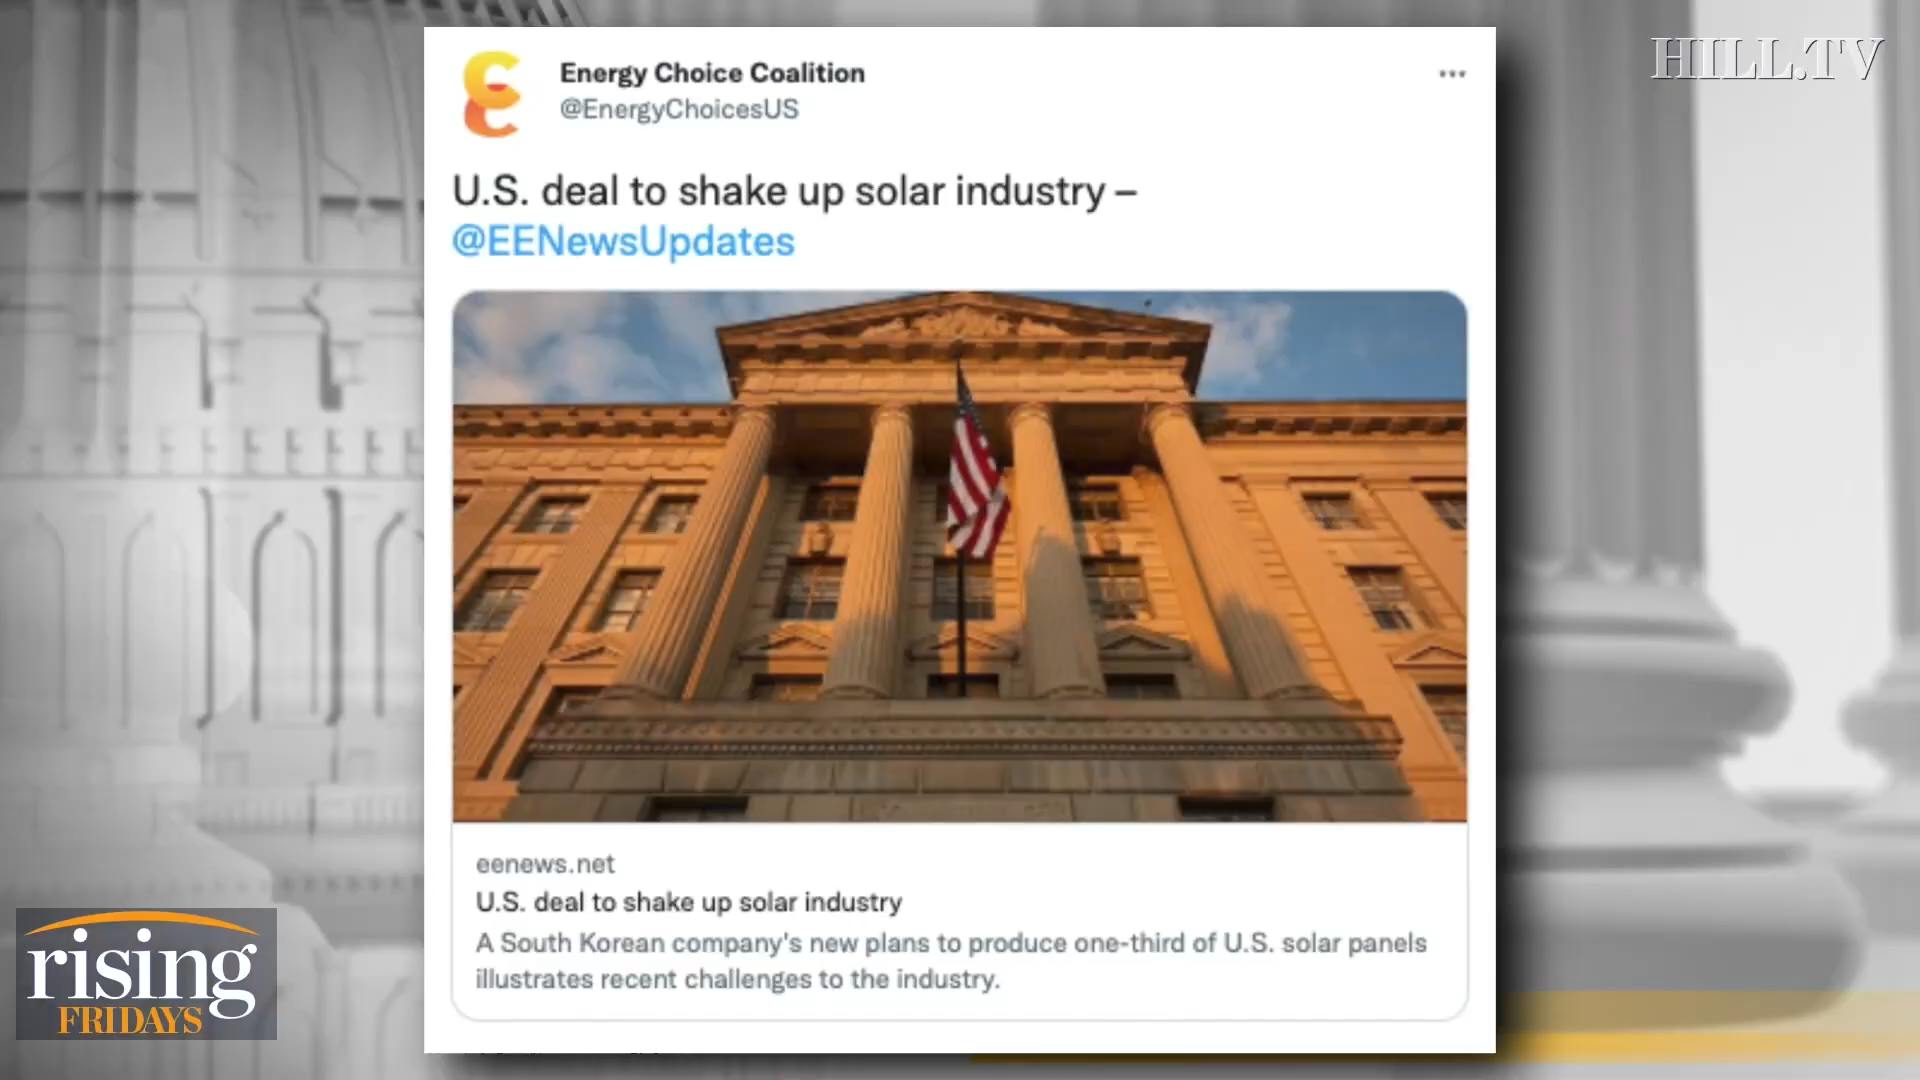 HILL.TV
Energy Choice Coalition
@EnergyChoicesUS
U.S. deal to shake up solar industry –
@EENewsUpdates
eenews.net
U.S. deal to shake up solar industry
A South Korean company's new plans to produce one-third of U.S. solar panels
illustrates recent challenges to the industry.
rising
FRIDAYS